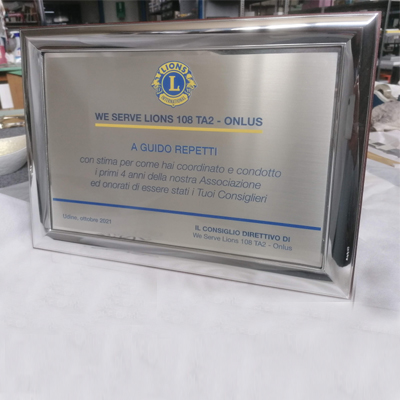 LIONS
L
INTERNATIONAL
WE SERVE LIONS 108 TA2 - ONLUS
A GUIDO REPETTI
con stima per come hai coordinato e condotto
i primi 4 anni della nostra Associazione
ed onorati di essere stati i Tuoi Consiglieri
Udine, ottobre 2021
IL CONSIGLIO DIRETTIVO DI
We Serve Lions 108 TA2 - Onlus